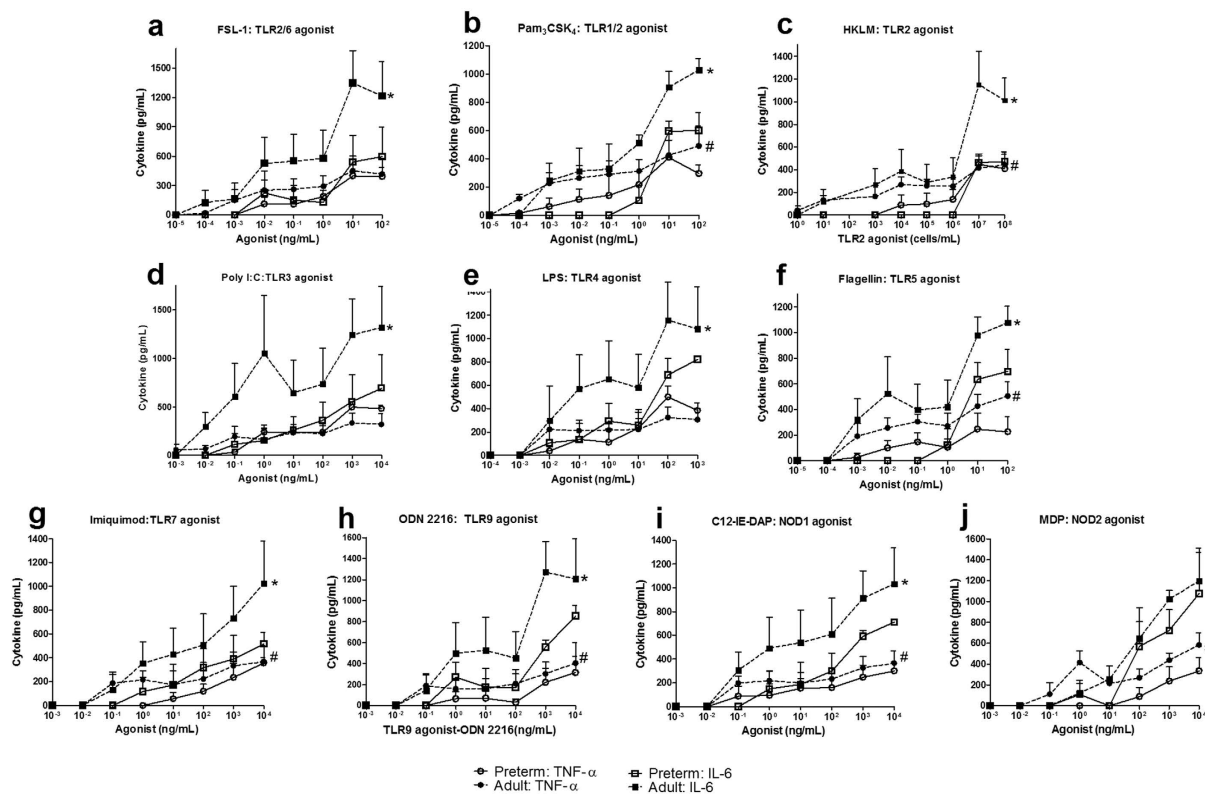 a
FSL-1: TLR2/6 agonist
Cytokine (pg/mL)
1500
1200
900
600
300
0
*
10⁻⁵ 10⁻⁴ 10⁻³ 10⁻² 10⁻¹ 10⁰ 10¹ 10²
Agonist (ng/mL)
b
Pam₃CSK₄: TLR1/2 agonist
Cytokine (pg/mL)
1200
1000
800
600
400
200
0
*
#
10⁻⁵ 10⁻⁴ 10⁻³ 10⁻² 10⁻¹ 10⁰ 10¹ 10²
Agonist (ng/mL)
c
HKLM: TLR2 agonist
Cytokine (pg/mL)
1600
1400
1200
1000
800
600
400
200
0
*
#
10⁰ 10¹ 10³ 10⁴ 10⁵ 10⁶ 10⁷ 10⁸
TLR2 agonist (cells/mL)
d
Poly I:C:TLR3 agonist
Cytokine (pg/mL)
1500
1000
500
0
*
10⁻³ 10⁻² 10⁻¹ 10⁰ 10¹ 10² 10³ 10⁴
Agonist (ng/mL)
e
LPS: TLR4 agonist
Cytokine (pg/mL)
1400
1200
1000
800
600
400
200
0
*
10⁻⁴ 10⁻³ 10⁻² 10⁻¹ 10⁰ 10¹ 10² 10³
Agonist (ng/mL)
f
Flagellin: TLR5 agonist
Cytokine (pg/mL)
1200
1000
800
600
400
200
0
*
#
10⁻⁵ 10⁻⁴ 10⁻³ 10⁻² 10⁻¹ 10⁰ 10¹ 10²
Agonist (ng/mL)
g
Imiquimod:TLR7 agonist
Cytokine (pg/mL)
1400
1200
1000
800
600
400
200
0
*
#
10⁻³ 10⁻² 10⁻¹ 10⁰ 10¹ 10² 10³ 10⁴
Agonist (ng/mL)
h
ODN 2216: TLR9 agonist
Cytokine (pg/mL)
1600
1400
1200
1000
800
600
400
200
0
*
#
10⁻³ 10⁻² 10⁻¹ 10⁰ 10¹ 10² 10³ 10⁴
TLR9 agonist-ODN 2216(ng/mL)
i
C12-IE-DAP: NOD1 agonist
Cytokine (pg/mL)
1400
1200
1000
800
600
400
200
0
*
#
10⁻³ 10⁻² 10⁻¹ 10⁰ 10¹ 10² 10³ 10⁴
Agonist (ng/mL)
j
MDP: NOD2 agonist
Cytokine (pg/mL)
1600
1400
1200
1000
800
600
400
200
0
10⁻³ 10⁻² 10⁻¹ 10⁰ 10¹ 10² 10³ 10⁴
Agonist (ng/mL)
Preterm: TNF-α Preterm: IL-6
Adult: TNF-α Adult: IL-6